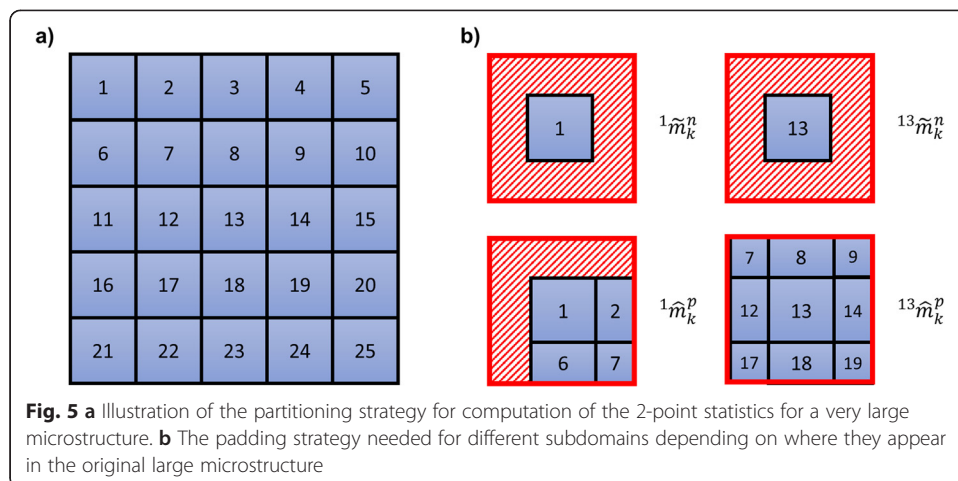 a)
1 2 3 4 5
6 7 8 9 10
11 12 13 14 15
16 17 18 19 20
21 22 23 24 25
b)
1
¹m̃ₖⁿ
13
¹³m̃ₖⁿ
1 2
6 7
¹m̂ₖᵖ
7 8 9
12 13 14
17 18 19
¹³m̂ₖᵖ
Fig. 5 a Illustration of the partitioning strategy for computation of the 2-point statistics for a very large
microstructure. b The padding strategy needed for different subdomains depending on where they appear
in the original large microstructure